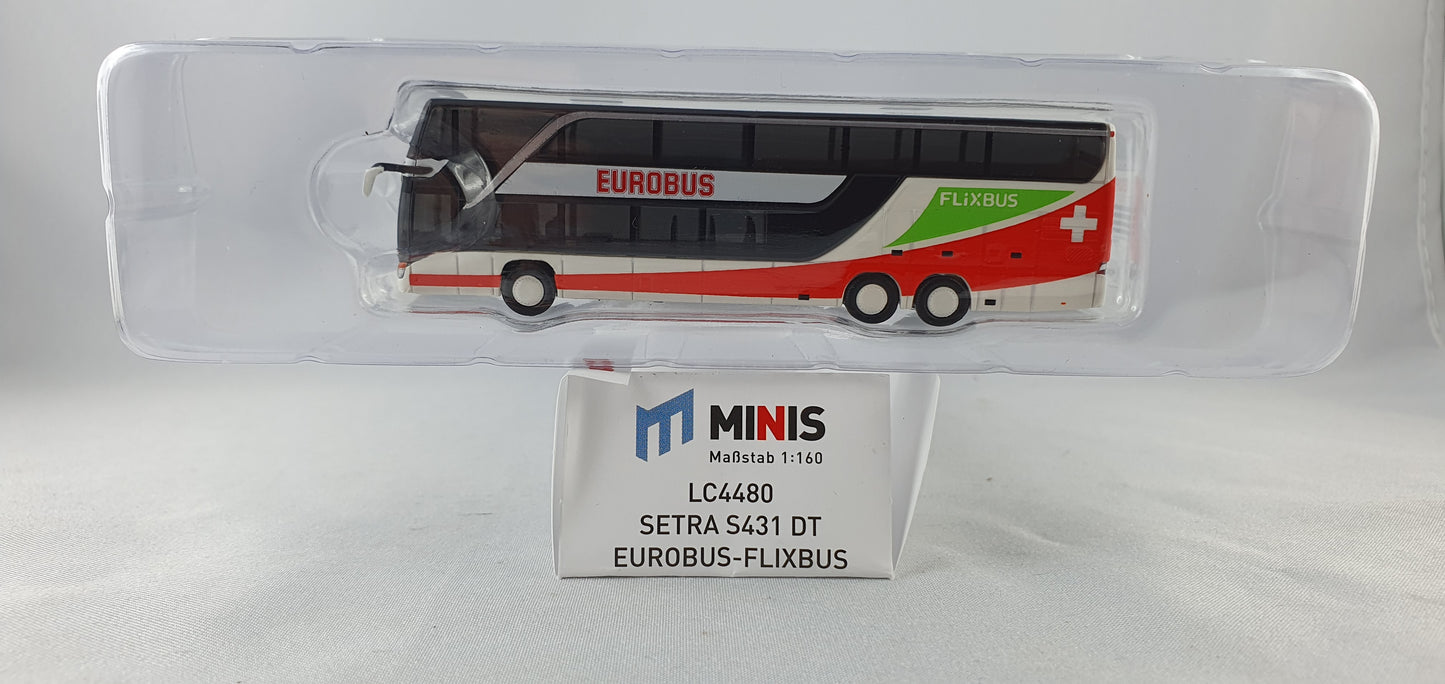 EUROBUS
FLiXBUS
MINIS
Maßstab 1:160
LC4480
SETRA S431 DT
EUROBUS-FLIXBUS